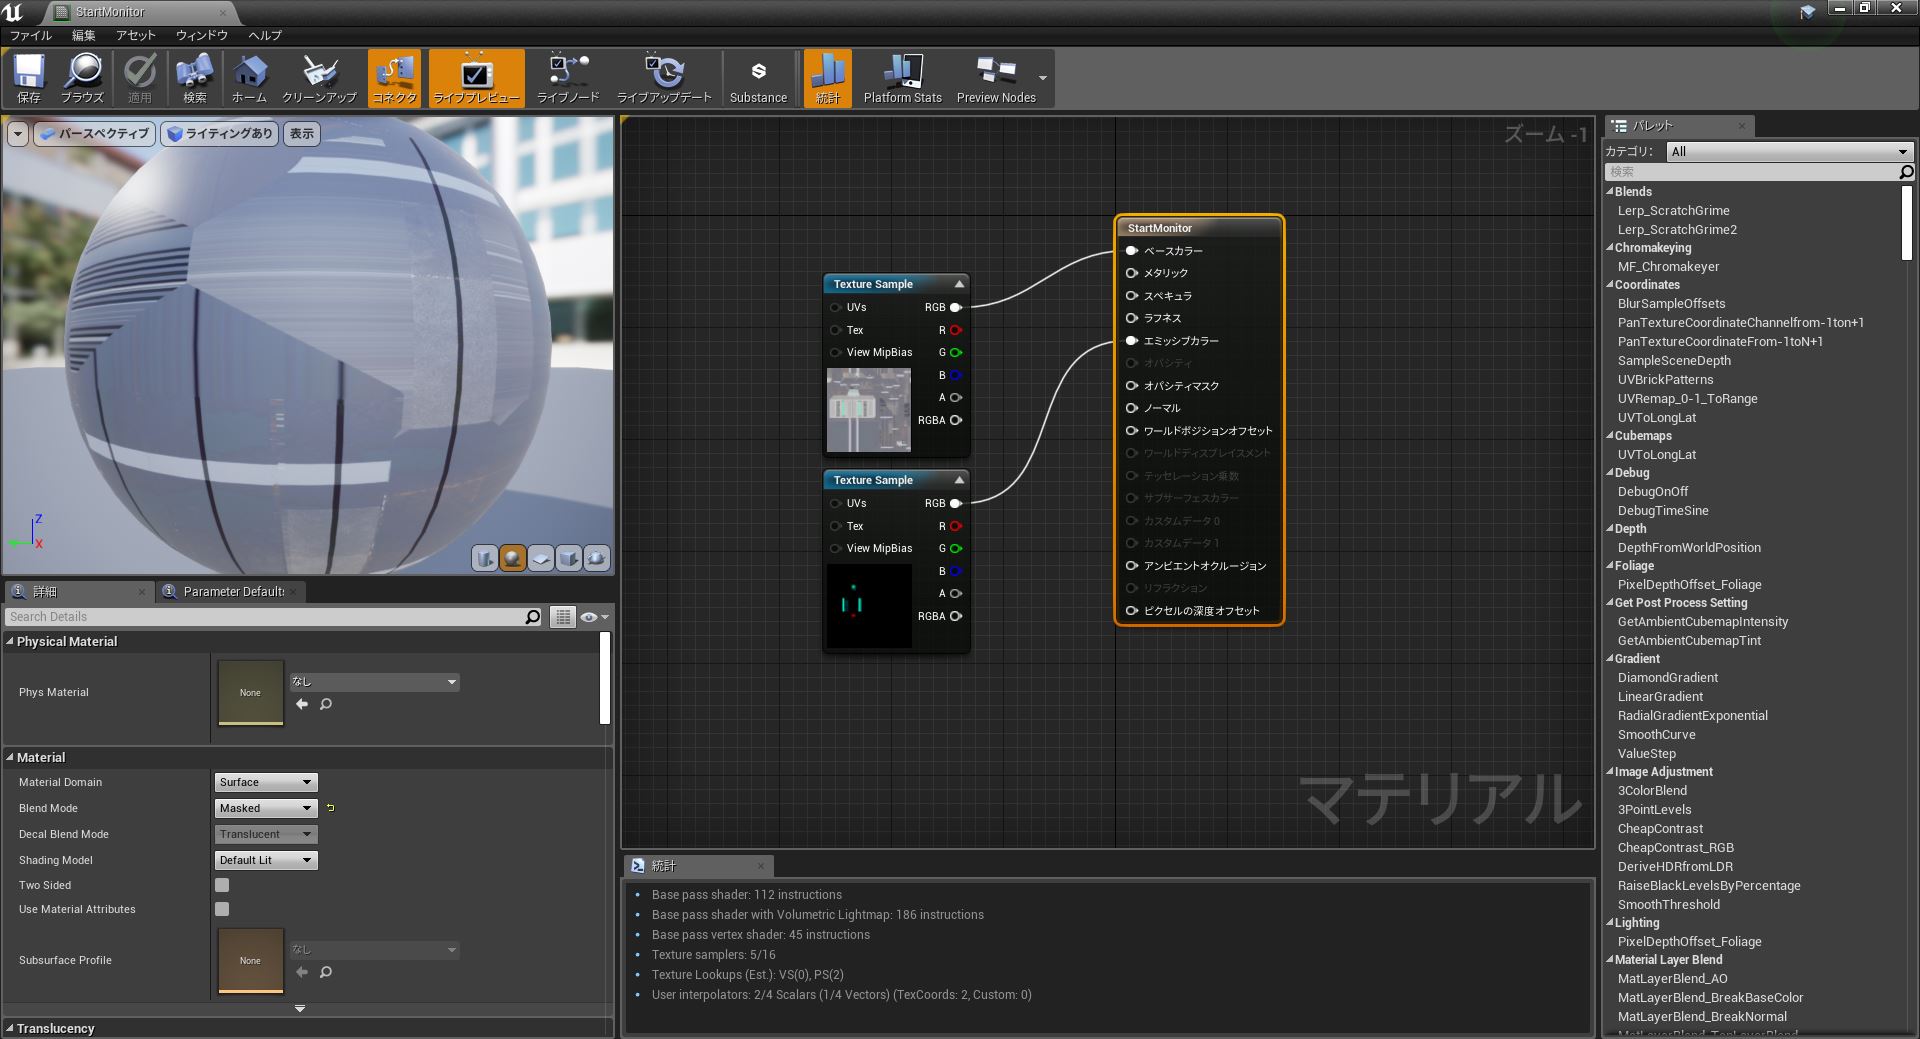 StartMonitor
ファイル 編集 アセット ウィンドウ ヘルプ
保存 ブラウズ 適用 検索 ホーム クリーンアップ コネクタ ライブプレビュー ライブノード ライブアップデート Substance 統計 Platform Stats Preview Nodes
パースペクティブ ライティングあり 表示
Z
X
詳細
Parameter Defaults
Search Details
Physical Material
Phys Material
None
なし
Material
Material Domain Surface
Blend Mode Masked
Decal Blend Mode Translucent
Shading Model Default Lit
Two Sided
Use Material Attributes
Subsurface Profile
None
なし
Translucency
ズーム -1
Texture Sample
UVs RGB
Tex R
View MipBias G
B
A
RGBA
Texture Sample
UVs RGB
Tex R
View MipBias G
B
A
RGBA
StartMonitor
ベースカラー
メタリック
スペキュラ
ラフネス
エミッシブカラー
オパシティ
オパシティマスク
ノーマル
ワールドポジションオフセット
ワールドディスプレイスメント
テッセレーション乗数
サブサーフェスカラー
カスタムデータ 0
カスタムデータ 1
アンビエントオクルージョン
リフラクション
ピクセルの深度オフセット
マテリアル
統計
Base pass shader: 112 instructions
Base pass shader with Volumetric Lightmap: 186 instructions
Base pass vertex shader: 45 instructions
Texture samplers: 5/16
Texture Lookups (Est.): VS(0), PS(2)
User interpolators: 2/4 Scalars (1/4 Vectors) (TexCoords: 2, Custom: 0)
パレット
カテゴリ: All
検索
Blends
Lerp_ScratchGrime
Lerp_ScratchGrime2
Chromakeying
MF_Chromakeyer
Coordinates
BlurSampleOffsets
PanTextureCoordinateChannelfrom-1ton+1
PanTextureCoordinateFrom-1toN+1
SampleSceneDepth
UVBrickPatterns
UVRemap_0-1_ToRange
UVToLongLat
Cubemaps
UVToLongLat
Debug
DebugOnOff
DebugTimeSine
Depth
DepthFromWorldPosition
Foliage
PixelDepthOffset_Foliage
Get Post Process Setting
GetAmbientCubemapIntensity
GetAmbientCubemapTint
Gradient
DiamondGradient
LinearGradient
RadialGradientExponential
SmoothCurve
ValueStep
Image Adjustment
3ColorBlend
3PointLevels
CheapContrast
CheapContrast_RGB
DeriveHDRfromLDR
RaiseBlackLevelsByPercentage
SmoothThreshold
Lighting
PixelDepthOffset_Foliage
Material Layer Blend
MatLayerBlend_AO
MatLayerBlend_BreakBaseColor
MatLayerBlend_BreakNormal